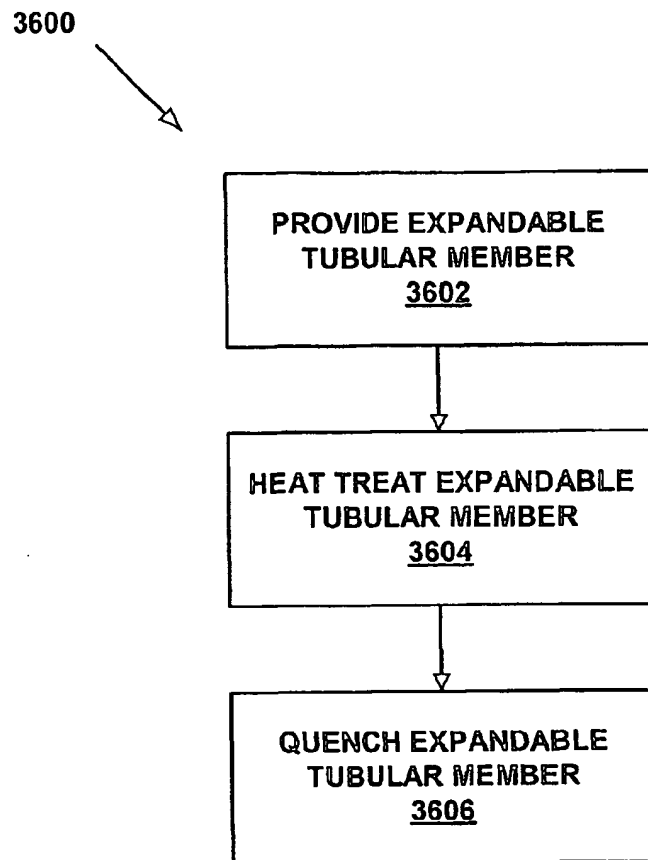 3600
PROVIDE EXPANDABLE
TUBULAR MEMBER
3602
HEAT TREAT EXPANDABLE
TUBULAR MEMBER
3604
QUENCH EXPANDABLE
TUBULAR MEMBER
3606